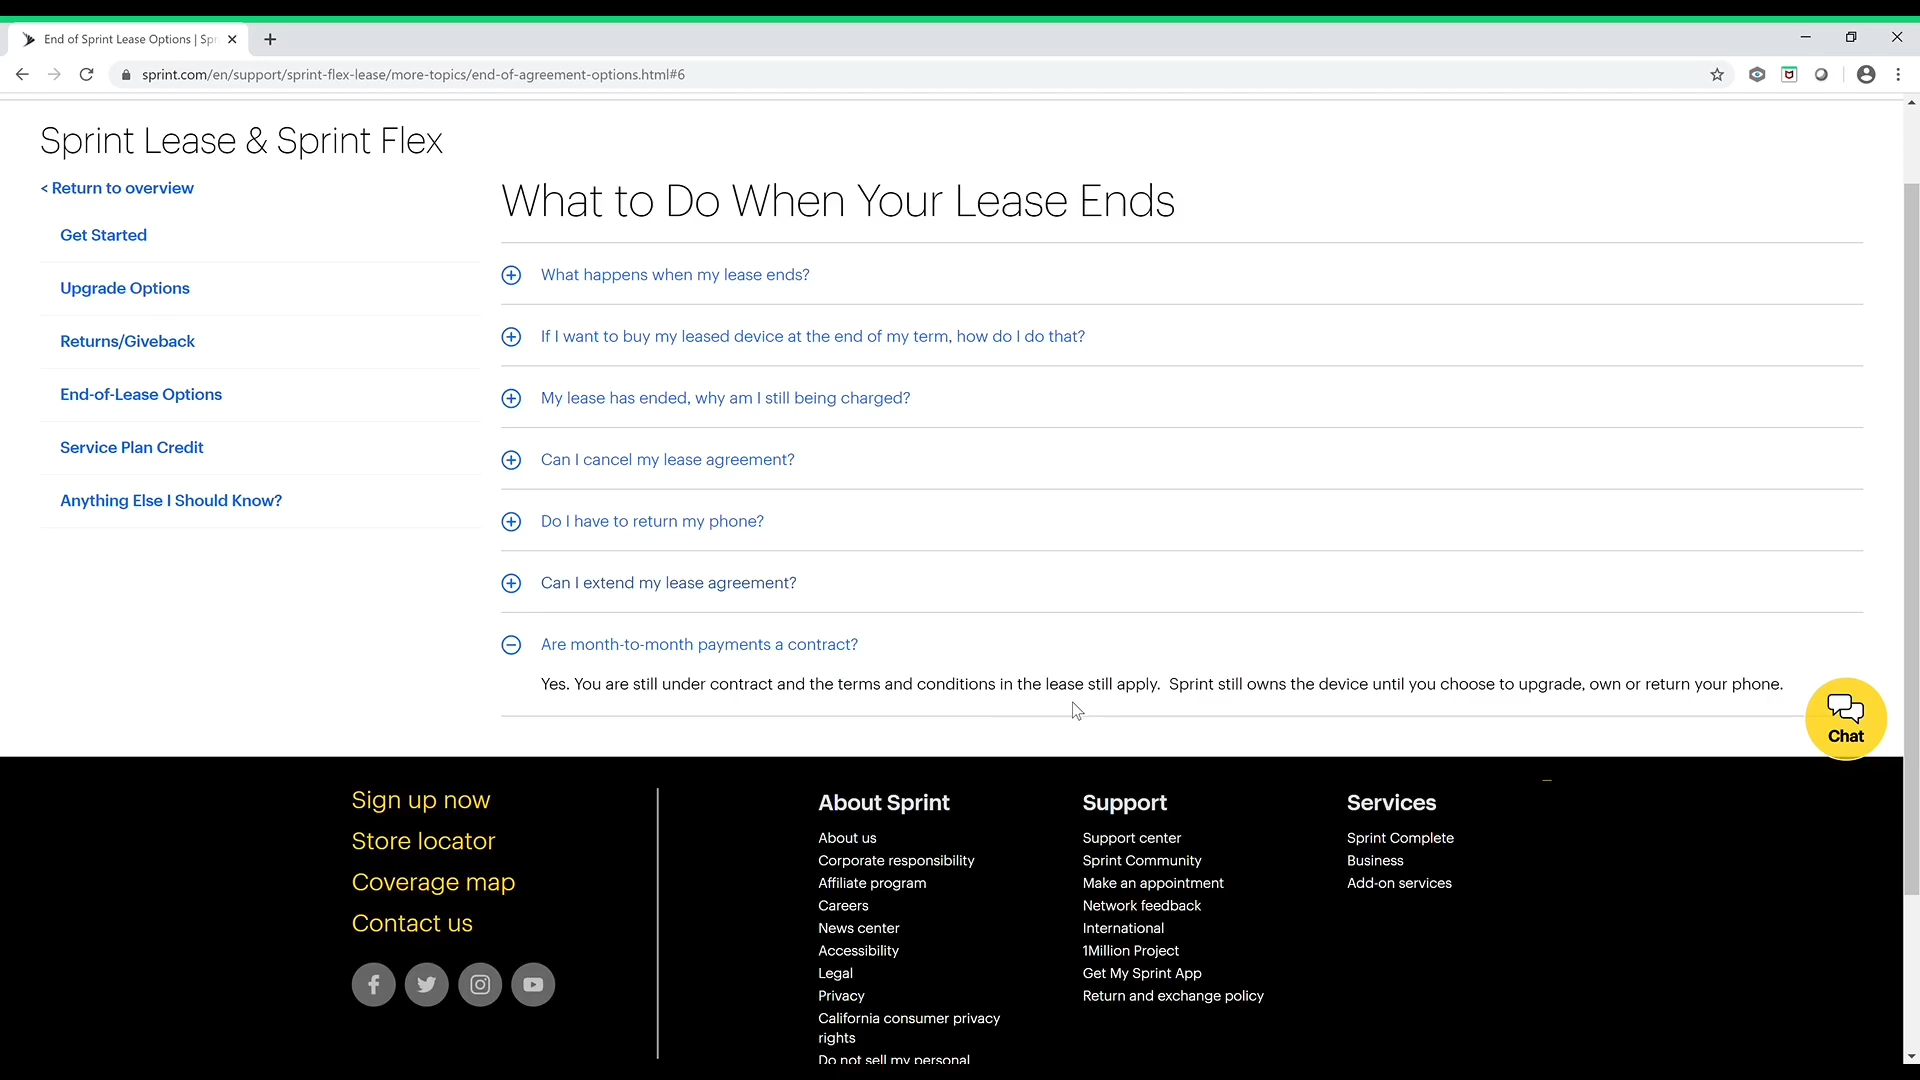 End of Sprint Lease Options | Spr
sprint.com/en/support/sprint-flex-lease/more-topics/end-of-agreement-options.html#6
Sprint Lease & Sprint Flex
< Return to overview
Get Started
Upgrade Options
Returns/Giveback
End-of-Lease Options
Service Plan Credit
Anything Else I Should Know?
What to Do When Your Lease Ends
What happens when my lease ends?
If I want to buy my leased device at the end of my term, how do I do that?
My lease has ended, why am I still being charged?
Can I cancel my lease agreement?
Do I have to return my phone?
Can I extend my lease agreement?
Are month-to-month payments a contract?
Yes. You are still under contract and the terms and conditions in the lease still apply.  Sprint still owns the device until you choose to upgrade, own or return your phone.
Chat
Sign up now
Store locator
Coverage map
Contact us
About Sprint
About us
Corporate responsibility
Affiliate program
Careers
News center
Accessibility
Legal
Privacy
California consumer privacy
rights
Do not sell my personal
Support
Support center
Sprint Community
Make an appointment
Network feedback
International
1Million Project
Get My Sprint App
Return and exchange policy
Services
Sprint Complete
Business
Add-on services